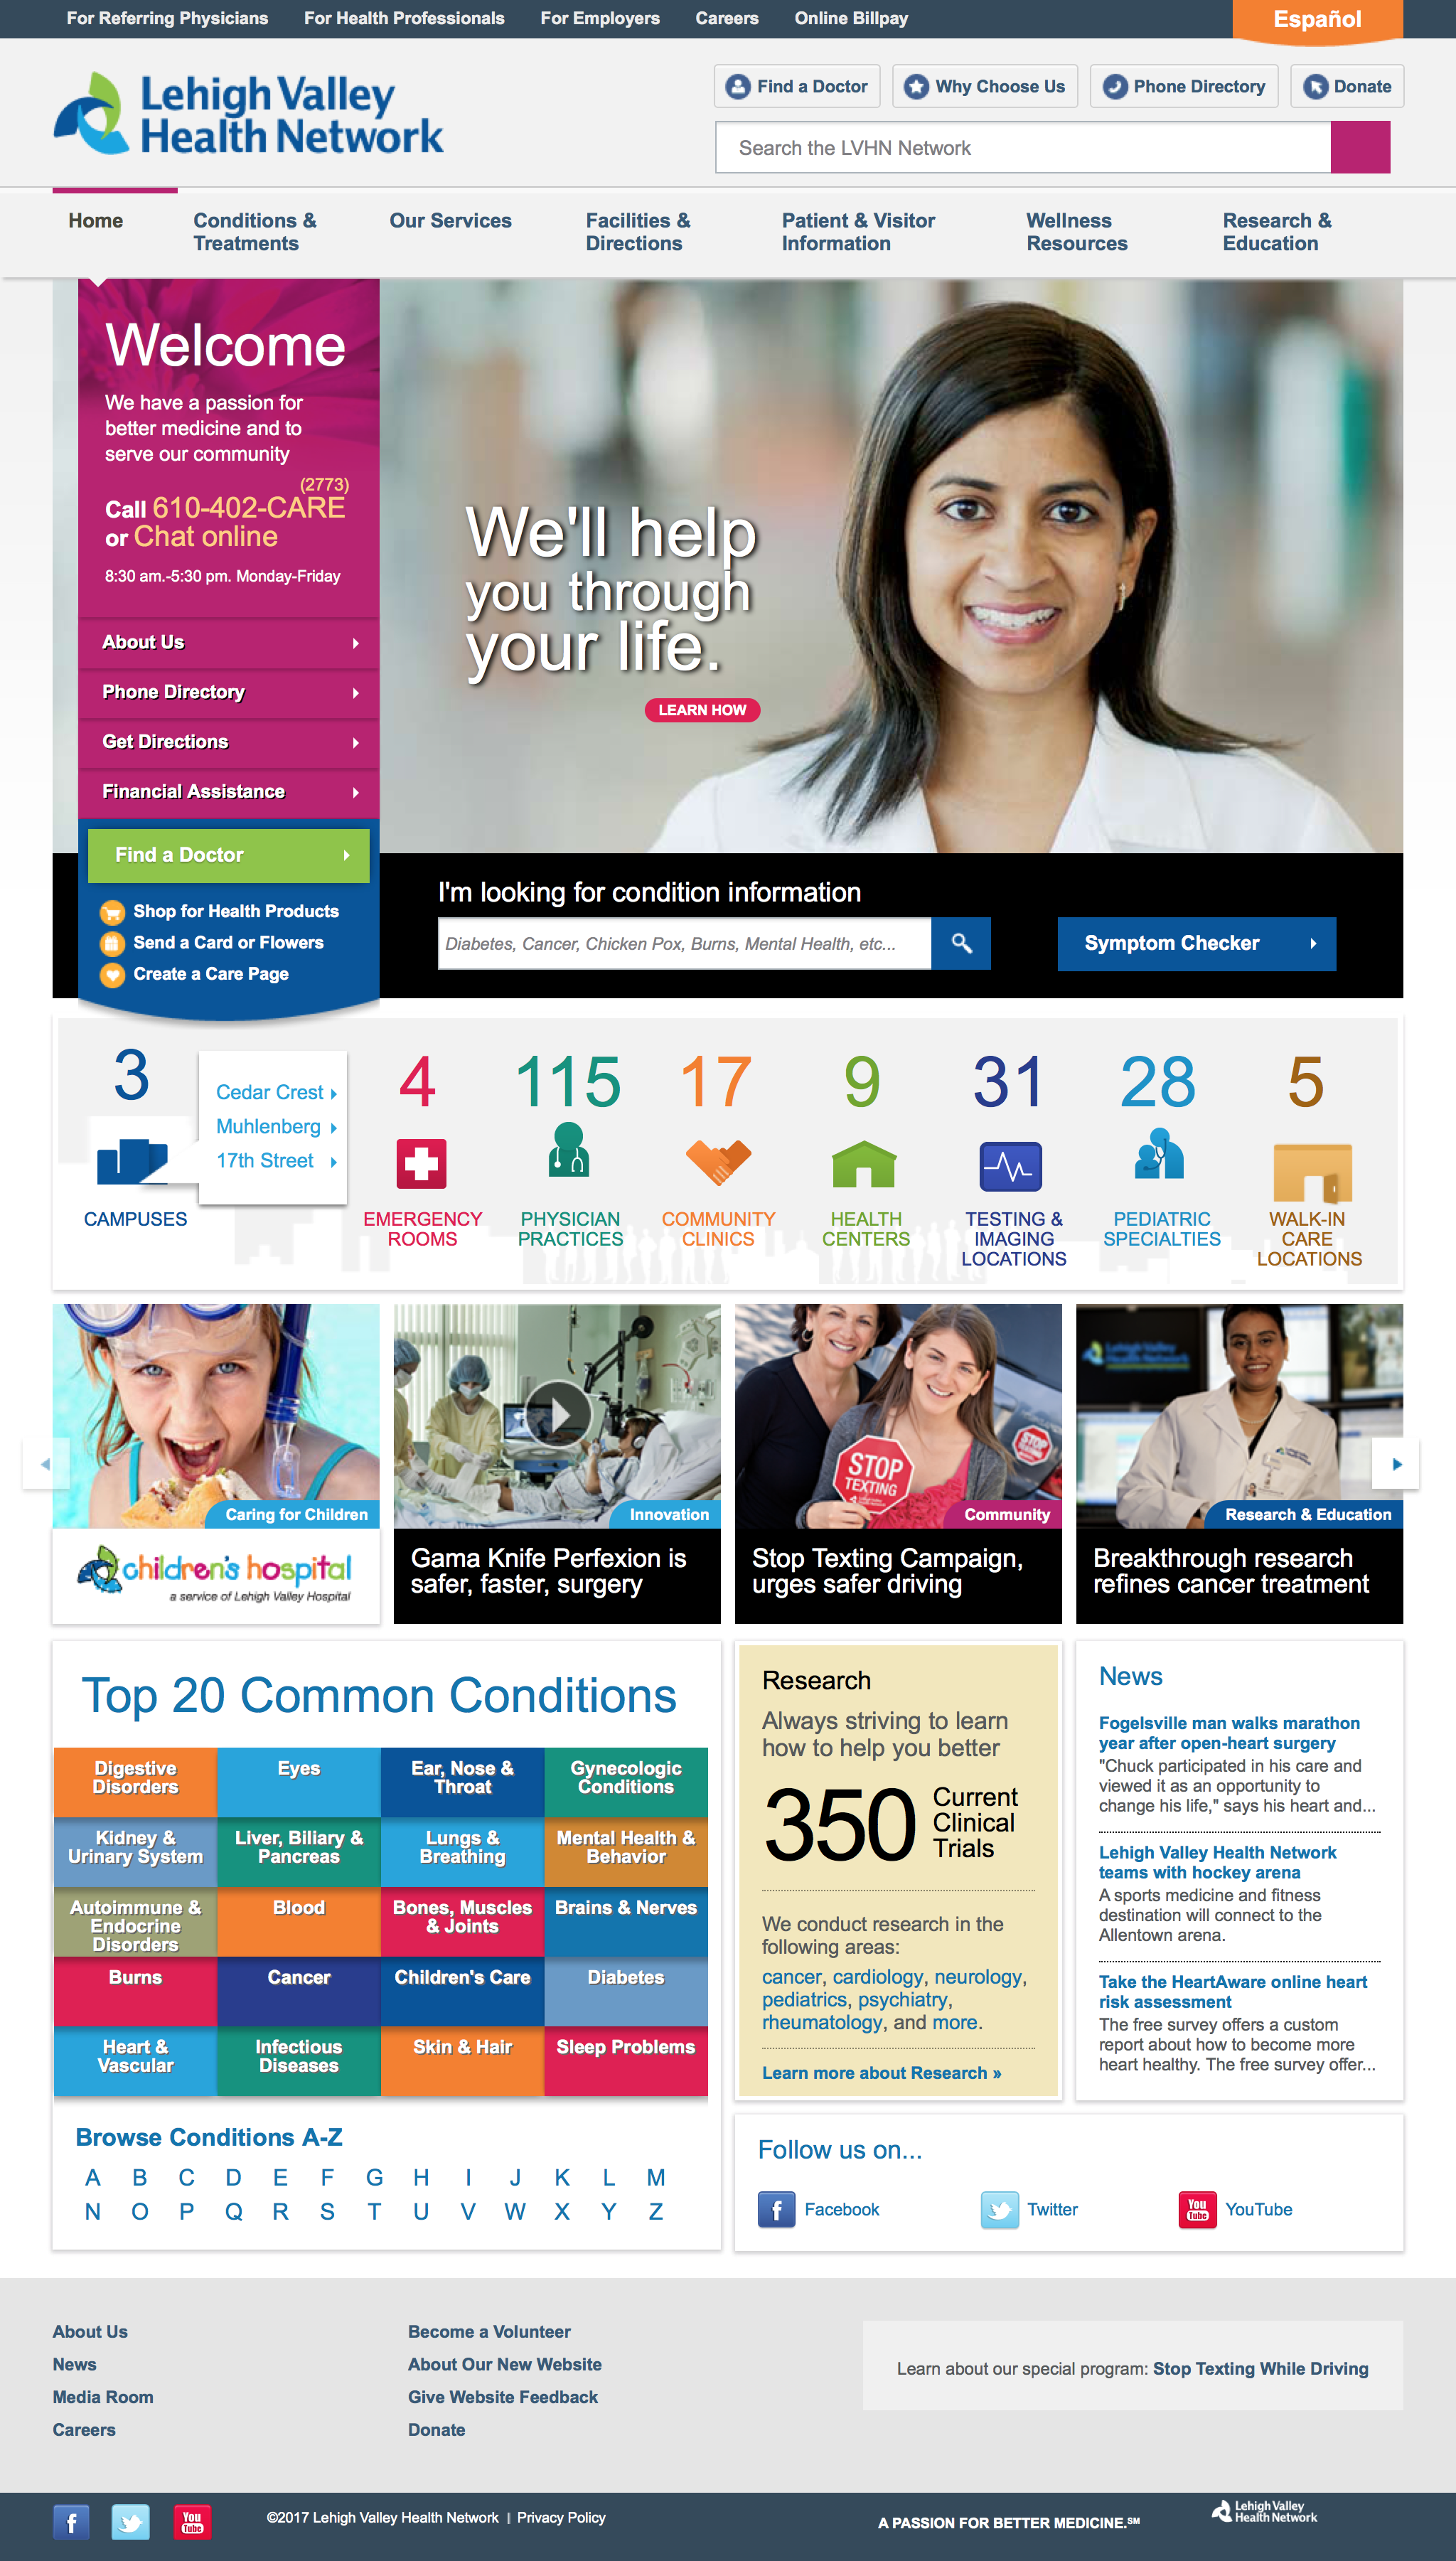 For Referring Physicians
For Health Professionals
For Employers
Careers
Online Billpay
Español
Lehigh Valley
Health Network
Find a Doctor
Why Choose Us
Phone Directory
Donate
Search the LVHN Network
Home
Conditions &
Treatments
Our Services
Facilities &
Directions
Patient & Visitor
Information
Wellness
Resources
Research &
Education
Welcome
We have a passion for
better medicine and to
serve our community
(2773)
Call 610-402-CARE
or Chat online
8:30 am.-5:30 pm. Monday-Friday
About Us
Phone Directory
Get Directions
Financial Assistance
Find a Doctor
Shop for Health Products
Send a Card or Flowers
Create a Care Page
We'll help
you through
your life.
LEARN HOW
I'm looking for condition information
Diabetes, Cancer, Chicken Pox, Burns, Mental Health, etc...
Symptom Checker
3
CAMPUSES
Cedar Crest
Muhlenberg
17th Street
4
EMERGENCY
ROOMS
115
PHYSICIAN
PRACTICES
17
COMMUNITY
CLINICS
9
HEALTH
CENTERS
31
TESTING &
IMAGING
LOCATIONS
28
PEDIATRIC
SPECIALTIES
5
WALK-IN
CARE
LOCATIONS
Caring for Children
children's hospital
a service of Lehigh Valley Hospital
Innovation
Gama Knife Perfexion is
safer, faster, surgery
STOP
TEXTING
STOP
Community
Stop Texting Campaign,
urges safer driving
Lehigh Valley
Health Network
Research & Education
Breakthrough research
refines cancer treatment
Top 20 Common Conditions
Digestive
Disorders
Eyes
Ear, Nose &
Throat
Gynecologic
Conditions
Kidney &
Urinary System
Liver, Biliary &
Pancreas
Lungs &
Breathing
Mental Health &
Behavior
Autoimmune &
Endocrine
Disorders
Blood
Bones, Muscles
& Joints
Brains & Nerves
Burns
Cancer
Children's Care
Diabetes
Heart &
Vascular
Infectious
Diseases
Skin & Hair
Sleep Problems
Browse Conditions A-Z
A B C D E F G H I J K L M
N O P Q R S T U V W X Y Z
Research
Always striving to learn
how to help you better
350
Current
Clinical
Trials
We conduct research in the
following areas:
cancer, cardiology, neurology,
pediatrics, psychiatry,
rheumatology, and more.
Learn more about Research »
News
Fogelsville man walks marathon
year after open-heart surgery
"Chuck participated in his care and
viewed it as an opportunity to
change his life," says his heart and...
Lehigh Valley Health Network
teams with hockey arena
A sports medicine and fitness
destination will connect to the
Allentown arena.
Take the HeartAware online heart
risk assessment
The free survey offers a custom
report about how to become more
heart healthy. The free survey offer...
Follow us on...
f
Facebook
Twitter
You
Tube
YouTube
About Us
News
Media Room
Careers
Become a Volunteer
About Our New Website
Give Website Feedback
Donate
Learn about our special program: Stop Texting While Driving
f
You
Tube
©2017 Lehigh Valley Health Network | Privacy Policy
A PASSION FOR BETTER MEDICINE.℠
Lehigh Valley
Health Network